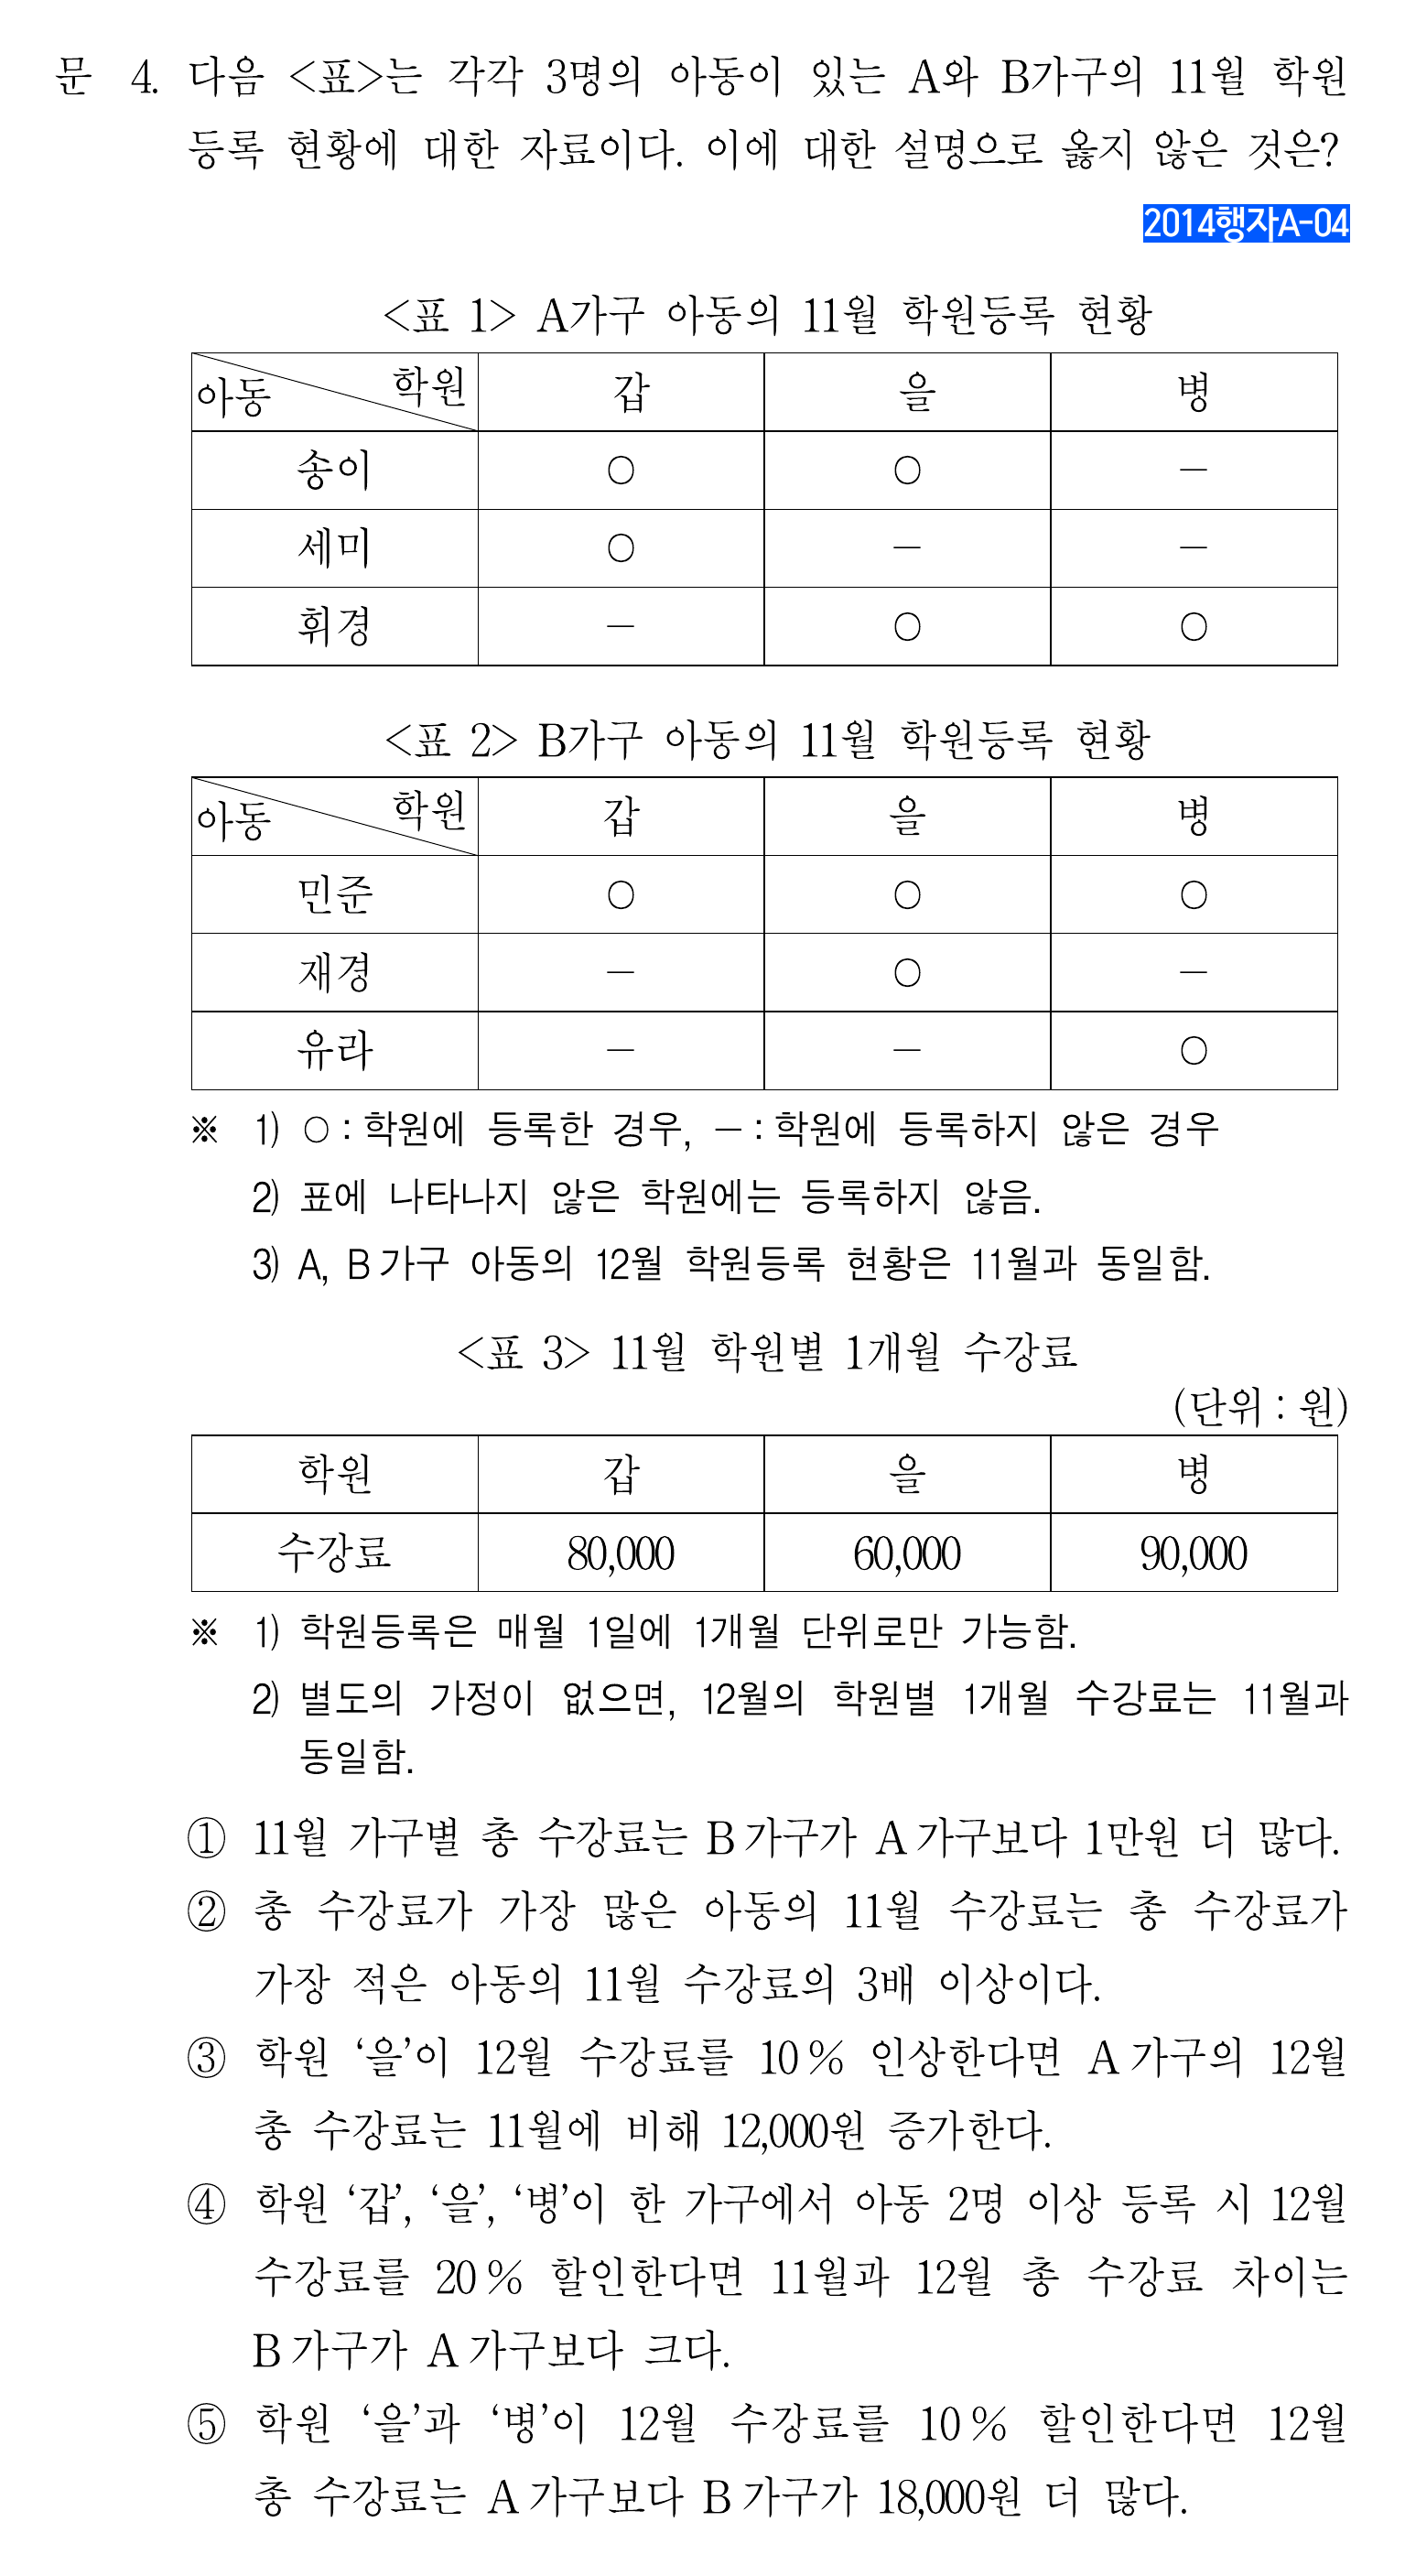 문 4. 다음 <표>는 각각 3명의 아동이 있는 A와 B가구의 11월 학원
등록 현황에 대한 자료이다. 이에 대한 설명으로 옳지 않은 것은?
2014행자A-04
<표 1> A가구 아동의 11월 학원등록 현황
아동 학원 갑 을 병
송이 ○ ○ －
세미 ○ － －
휘경 － ○ ○
<표 2> B가구 아동의 11월 학원등록 현황
아동 학원 갑 을 병
민준 ○ ○ ○
재경 － ○ －
유라 － － ○
※ 1) ○ : 학원에 등록한 경우, － : 학원에 등록하지 않은 경우
2) 표에 나타나지 않은 학원에는 등록하지 않음.
3) A, B가구 아동의 12월 학원등록 현황은 11월과 동일함.
<표 3> 11월 학원별 1개월 수강료
(단위 : 원)
학원 갑 을 병
수강료 80,000 60,000 90,000
※ 1) 학원등록은 매월 1일에 1개월 단위로만 가능함.
2) 별도의 가정이 없으면, 12월의 학원별 1개월 수강료는 11월과
동일함.
① 11월 가구별 총 수강료는 B가구가 A가구보다 1만원 더 많다.
② 총 수강료가 가장 많은 아동의 11월 수강료는 총 수강료가
가장 적은 아동의 11월 수강료의 3배 이상이다.
③ 학원 ‘을’이 12월 수강료를 10% 인상한다면 A가구의 12월
총 수강료는 11월에 비해 12,000원 증가한다.
④ 학원 ‘갑’, ‘을’, ‘병’이 한 가구에서 아동 2명 이상 등록 시 12월
수강료를 20% 할인한다면 11월과 12월 총 수강료 차이는
B가구가 A가구보다 크다.
⑤ 학원 ‘을’과 ‘병’이 12월 수강료를 10% 할인한다면 12월
총 수강료는 A가구보다 B가구가 18,000원 더 많다.